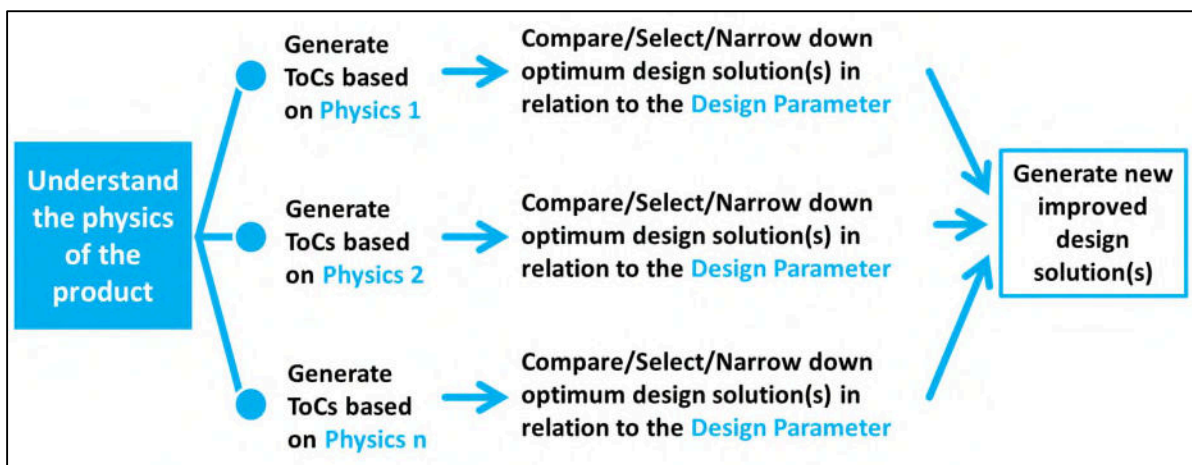 Understand
the physics
of the
product
Generate
ToCs based
on Physics 1
Compare/Select/Narrow down
optimum design solution(s) in
relation to the Design Parameter
Generate
ToCs based
on Physics 2
Compare/Select/Narrow down
optimum design solution(s) in
relation to the Design Parameter
Generate
ToCs based
on Physics n
Compare/Select/Narrow down
optimum design solution(s) in
relation to the Design Parameter
Generate new
improved
design
solution(s)